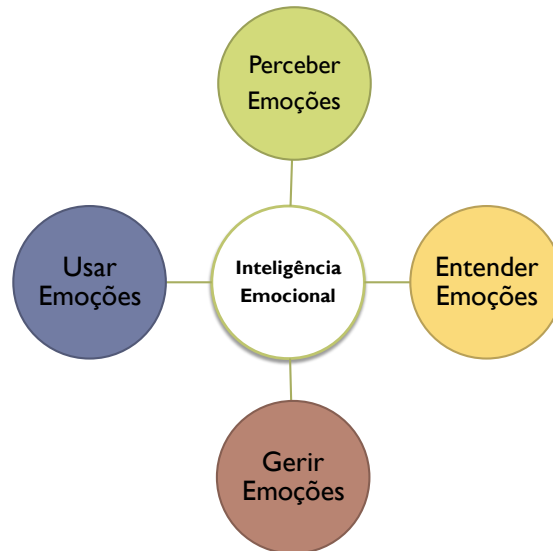 Perceber
Emoções
Usar
Emoções
Inteligência
Emocional
Entender
Emoções
Gerir
Emoções